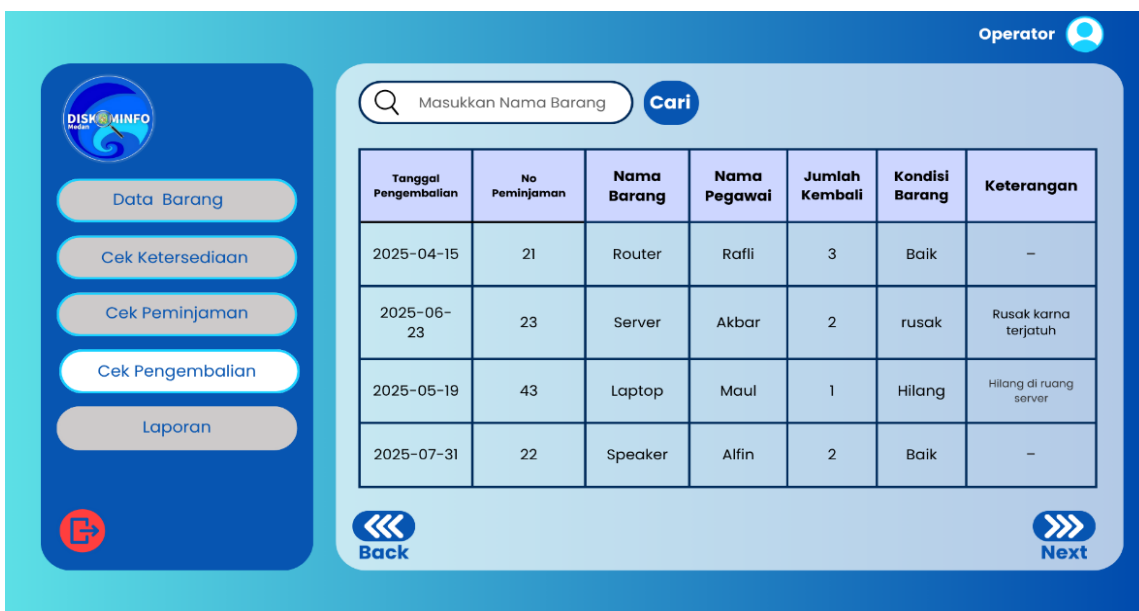 Operator
DISKOMINFO
Medan
Data Barang
Cek Ketersediaan
Cek Peminjaman
Cek Pengembalian
Laporan
Masukkan Nama Barang
Cari
Tanggal
Pengembalian
No
Peminjaman
Nama
Barang
Nama
Pegawai
Jumlah
Kembali
Kondisi
Barang
Keterangan
2025-04-15
21
Router
Rafli
3
Baik
-
2025-06-
23
23
Server
Akbar
2
rusak
Rusak karna
terjatuh
2025-05-19
43
Laptop
Maul
1
Hilang
Hilang di ruang
server
2025-07-31
22
Speaker
Alfin
2
Baik
-
Back
Next